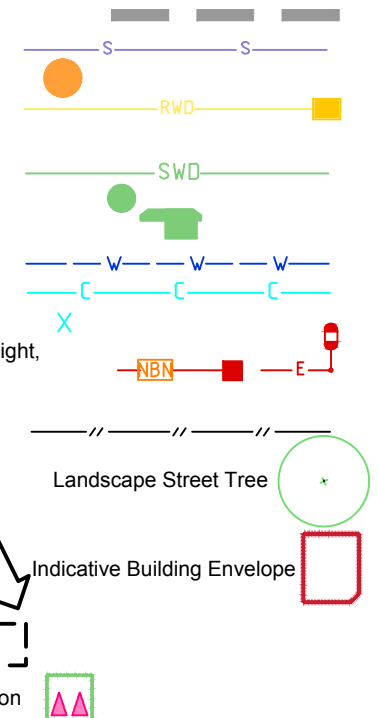 S S
RWD
SWD
W W W
C C C
X
ight,
NBN E
// // //
Landscape Street Tree
Indicative Building Envelope
on